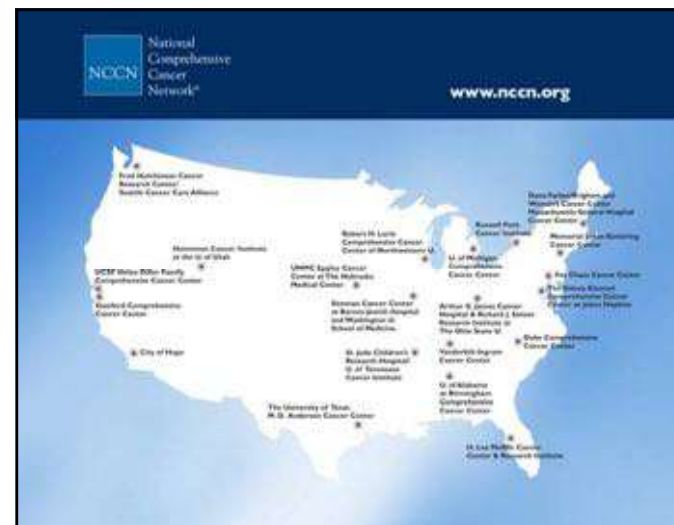 NCCN
National
Comprehensive
Cancer
Network®
www.nccn.org
Fred Hutchinson Cancer
Research Center/
Seattle Cancer Care Alliance
Huntsman Cancer Institute
at the U. of Utah
UCSF Helen Diller Family
Comprehensive Cancer Center
Stanford Comprehensive
Cancer Center
City of Hope
Robert H. Lurie
Comprehensive Cancer
Center of Northwestern U.
UNMC Eppley Cancer
Center at The Nebraska
Medical Center
Siteman Cancer Center
at Barnes-Jewish Hospital
and Washington U.
School of Medicine
St. Jude Children's
Research Hospital/
U. of Tennessee
Cancer Institute
The University of Texas
M. D. Anderson Cancer Center
U. of Michigan
Comprehensive
Cancer Center
Roswell Park
Cancer Institute
Dana-Farber/Brigham and
Women's Cancer Center
Massachusetts General Hospital
Cancer Center
Memorial Sloan-Kettering
Cancer Center
Fox Chase Cancer Center
The Sidney Kimmel
Comprehensive Cancer
Center at Johns Hopkins
Arthur G. James Cancer
Hospital & Richard J. Solove
Research Institute at
The Ohio State U.
Duke Comprehensive
Cancer Center
Vanderbilt-Ingram
Cancer Center
U. of Alabama
at Birmingham
Comprehensive
Cancer Center
H. Lee Moffitt Cancer
Center & Research Institute